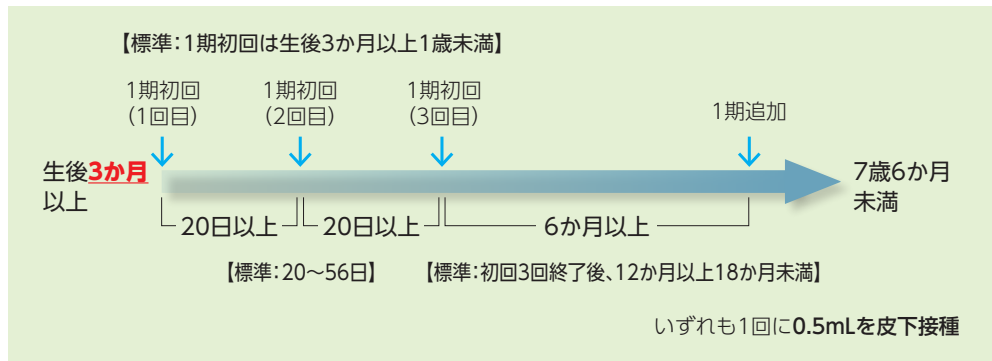 【標準：1期初回は生後3か月以上1歳未満】
1期初回
（1回目）
1期初回
（2回目）
1期初回
（3回目）
1期追加
生後3か月
以上
7歳6か月
未満
20日以上
20日以上
6か月以上
【標準：20〜56日】
【標準：初回3回終了後、12か月以上18か月未満】
いずれも1回に0.5mLを皮下接種